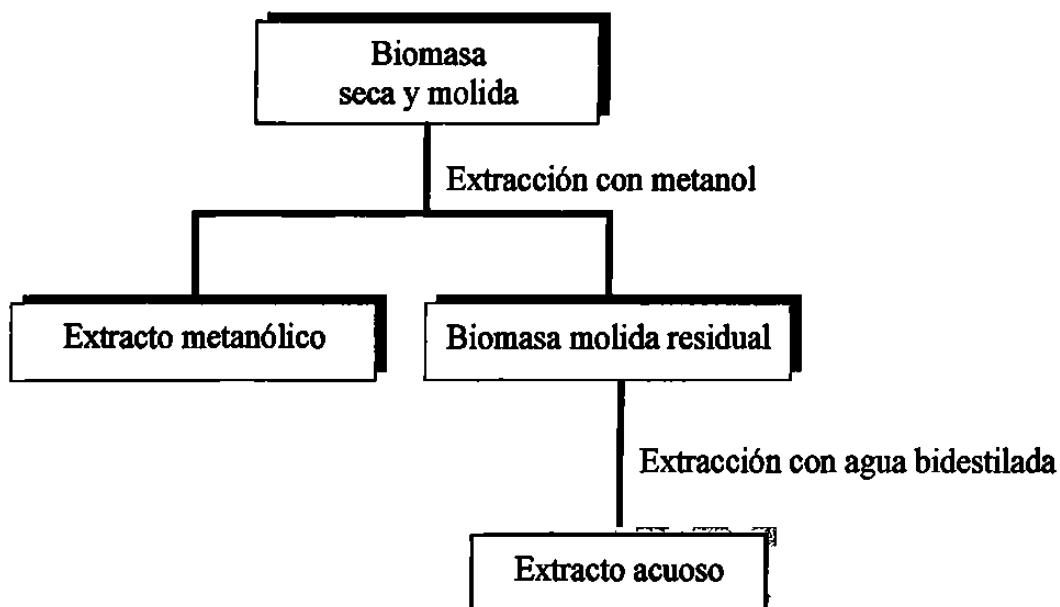 Biomasa
seca y molida
Extracción con metanol
Extracto metanólico
Biomasa molida residual
Extracción con agua bidestilada
Extracto acuoso